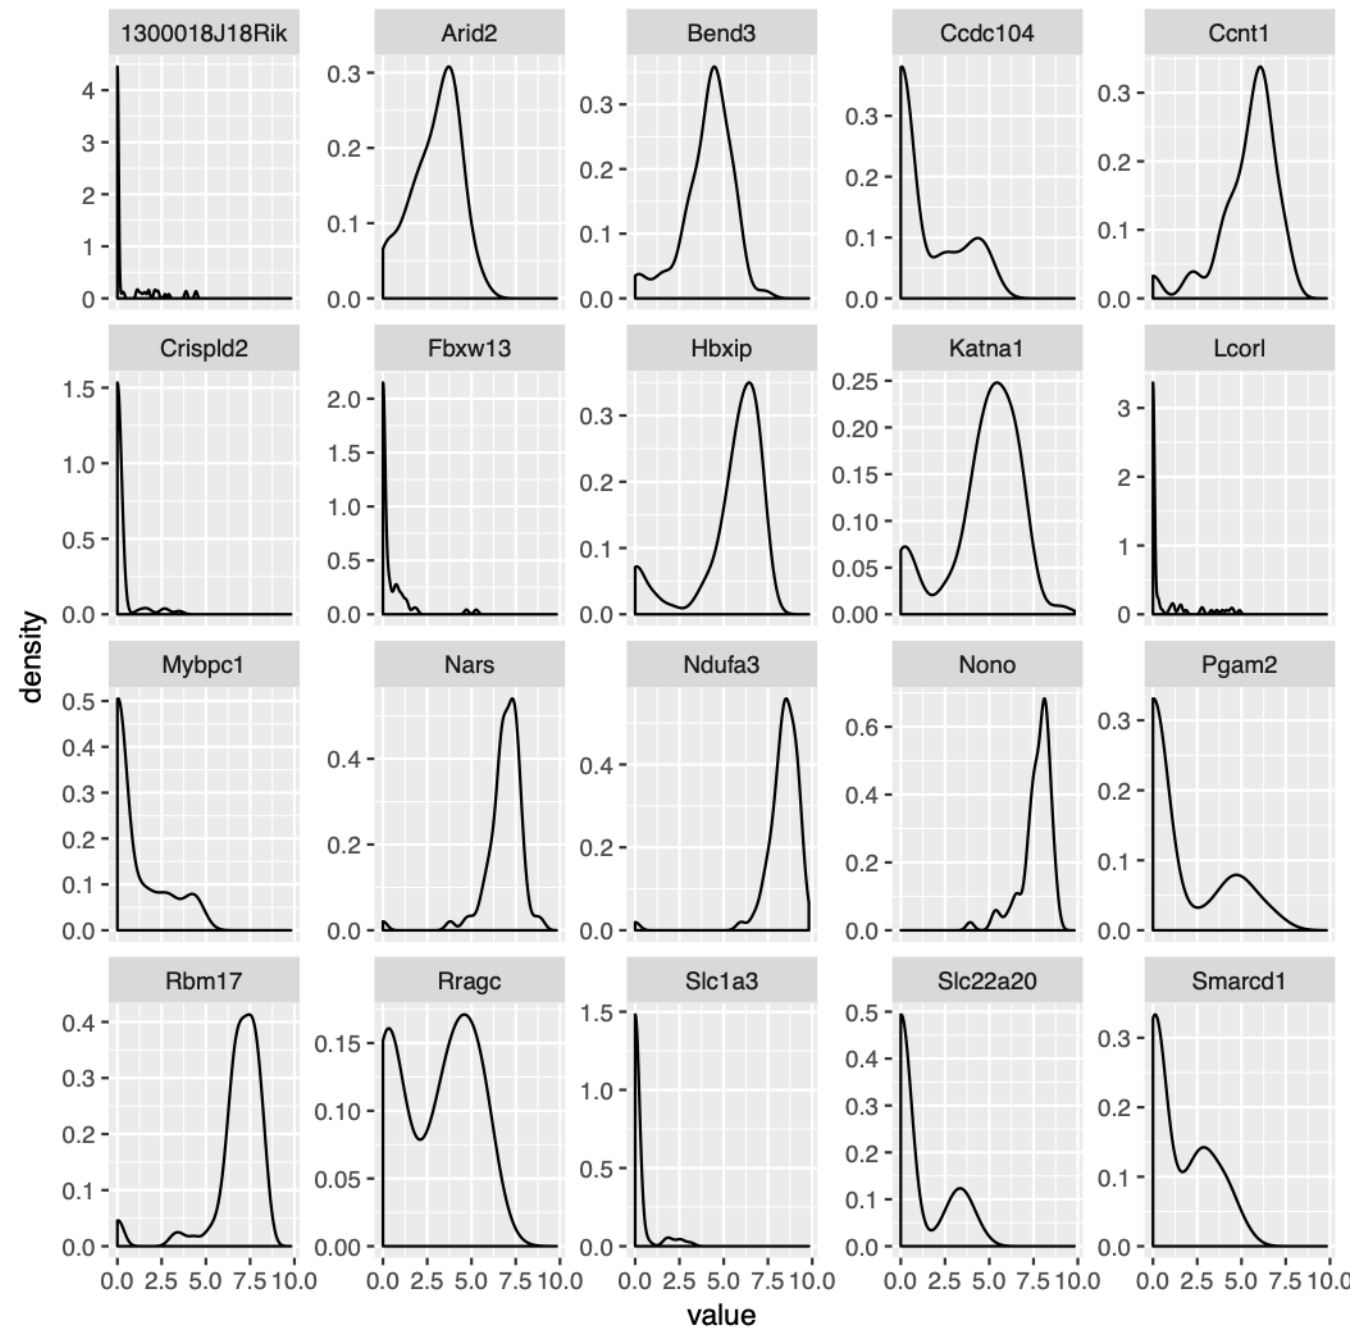 1300018J18Rik Arid2 Bend3 Ccdc104 Ccnt1
4 3 2 1 0
0.3 0.2 0.1 0.0
0.3 0.2 0.1 0.0
0.3 0.2 0.1 0.0
0.3 0.2 0.1 0.0
Crispld2 Fbxw13 Hbxip Katna1 Lcorl
1.5 1.0 0.5 0.0
2.0 1.5 1.0 0.5 0.0
0.3 0.2 0.1 0.0
0.25 0.20 0.15 0.10 0.05 0.00
3 2 1 0
density
Mybpc1 Nars Ndufa3 Nono Pgam2
0.5 0.4 0.3 0.2 0.1 0.0
0.4 0.2 0.0
0.4 0.2 0.0
0.6 0.4 0.2 0.0
0.3 0.2 0.1 0.0
Rbm17 Rragc Slc1a3 Slc22a20 Smarcd1
0.4 0.3 0.2 0.1 0.0
0.15 0.10 0.05 0.00
1.5 1.0 0.5 0.0
0.5 0.4 0.3 0.2 0.1 0.0
0.3 0.2 0.1 0.0
0.0 2.5 5.0 7.5 10.0 0.0 2.5 5.0 7.5 10.0 0.0 2.5 5.0 7.5 10.0 0.0 2.5 5.0 7.5 10.0 0.0 2.5 5.0 7.5 10.0
value